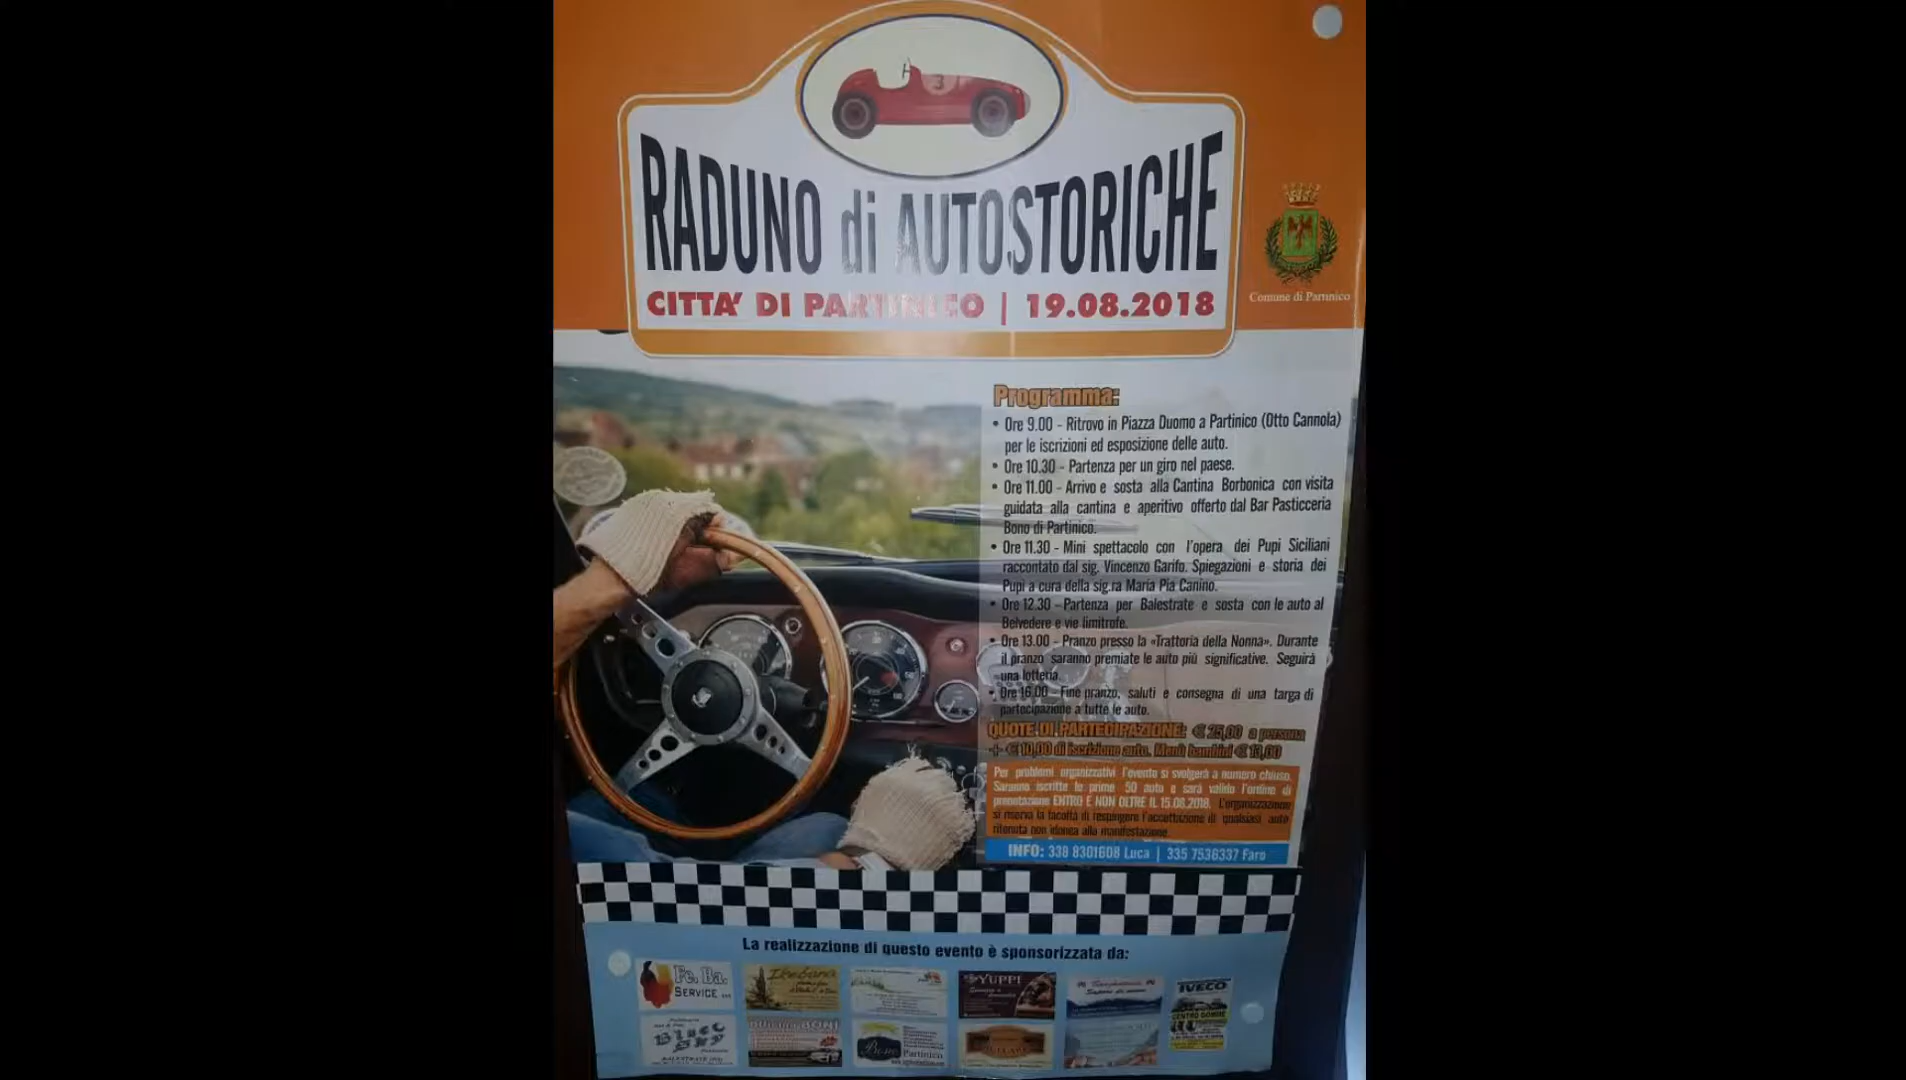 3
RADUNO di AUTOSTORICHE
CITTA' DI PARTINICO | 19.08.2018
Comune di Partinico
Programma:
• Ore 9.00 - Ritrovo in Piazza Duomo a Partinico (Otto Cannola)
per le iscrizioni ed esposizione delle auto.
• Ore 10.30 - Partenza per un giro nel paese.
• Ore 11.00 - Arrivo e sosta alla Cantina Borbonica con visita
guidata alla cantina e aperitivo offerto dal Bar Pasticceria
Bono di Partinico.
• Ore 11.30 - Mini spettacolo con l'opera dei Pupi Siciliani
raccontato dal sig. Vincenzo Garifo. Spiegazioni e storia dei
Pupi a cura della sig.ra Maria Pia Canino.
• Ore 12.30 - Partenza per Balestrate e sosta con le auto al
Belvedere e vie limitrofe.
• Ore 13.00 - Pranzo presso la «Trattoria della Nonna». Durante
il pranzo saranno premiate le auto più significative. Seguirà
una lotteria.
• Ore 16.00 - Fine pranzo, saluti e consegna di una targa di
partecipazione a tutte le auto.
QUOTE DI PARTECIPAZIONE: € 25,00 a persona
+ € 10,00 di iscrizione auto. Menù bambini € 13,00
Per problemi organizzativi l'evento si svolgerà a numero chiuso.
Saranno iscritte le prime 50 auto e sarà valido l'ordine di
prenotazione ENTRO E NON OLTRE IL 15.08.2018. L'organizzazione
si riserva la facoltà di respingere l'accettazione di qualsiasi auto
ritenuta non idonea alla manifestazione.
INFO: 338 8301608 Luca | 335 7536337 Faro
La realizzazione di questo evento è sponsorizzata da:
Fe. Ba.
SERVICE
YUPPI
IVECO
CENTRO GOMME
Blue
Sky
BALESTRATE
BONI
Bono
Partinico